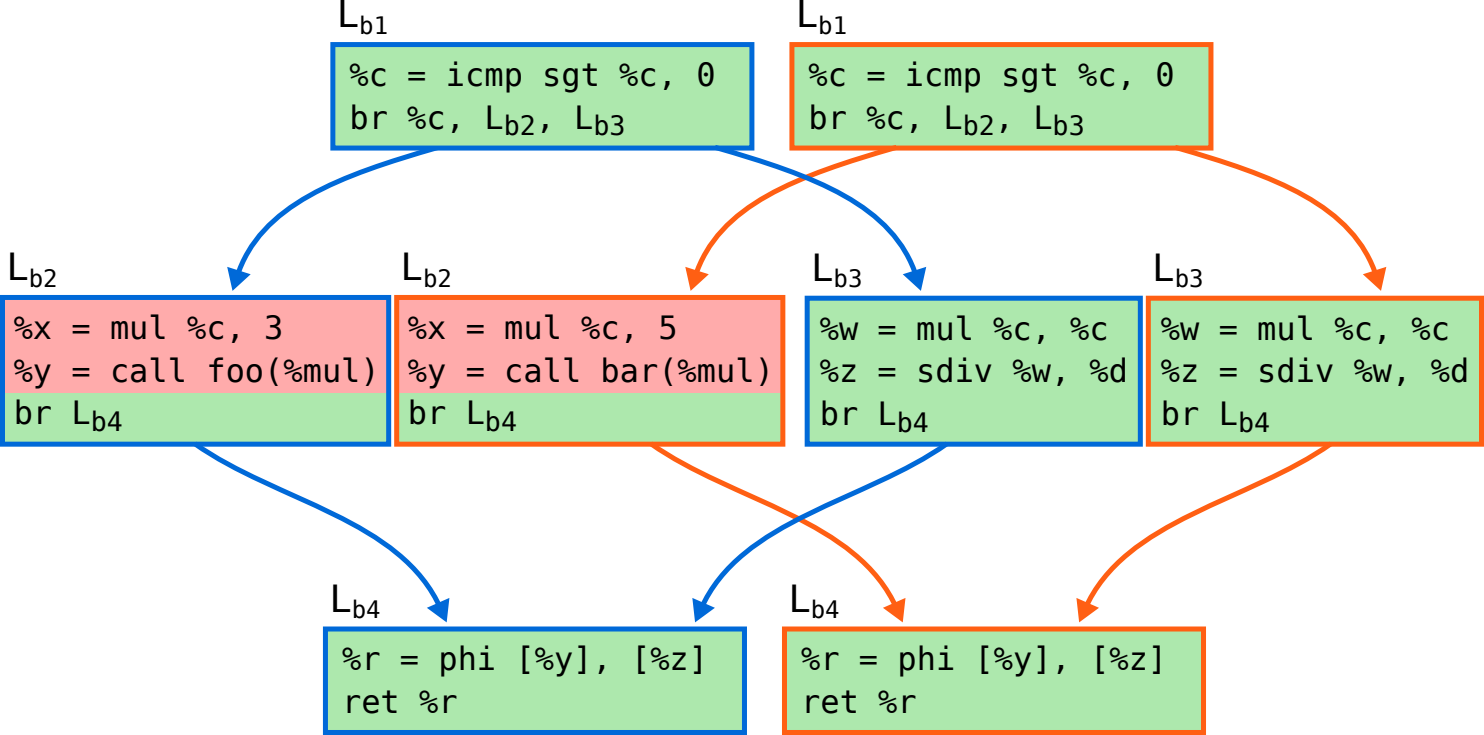 Lb1
%c = icmp sgt %c, 0
br %c, Lb2, Lb3
Lb1
%c = icmp sgt %c, 0
br %c, Lb2, Lb3
Lb2
%x = mul %c, 3
%y = call foo(%mul)
br Lb4
Lb2
%x = mul %c, 5
%y = call bar(%mul)
br Lb4
Lb3
%w = mul %c, %c
%z = sdiv %w, %d
br Lb4
Lb3
%w = mul %c, %c
%z = sdiv %w, %d
br Lb4
Lb4
%r = phi [%y], [%z]
ret %r
Lb4
%r = phi [%y], [%z]
ret %r